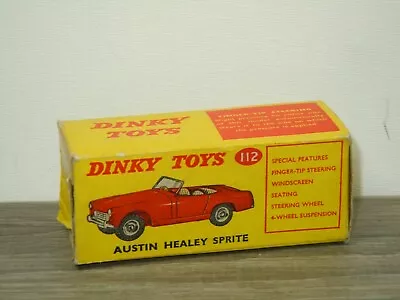 DINKY
TOYS
FINGER-TIP STEERING
DINKY TOYS 112
SPECIAL FEATURES
FINGER-TIP STEERING
WINDSCREEN
SEATING
STEERING WHEEL
4-WHEEL SUSPENSION
AUSTIN HEALEY SPRITE